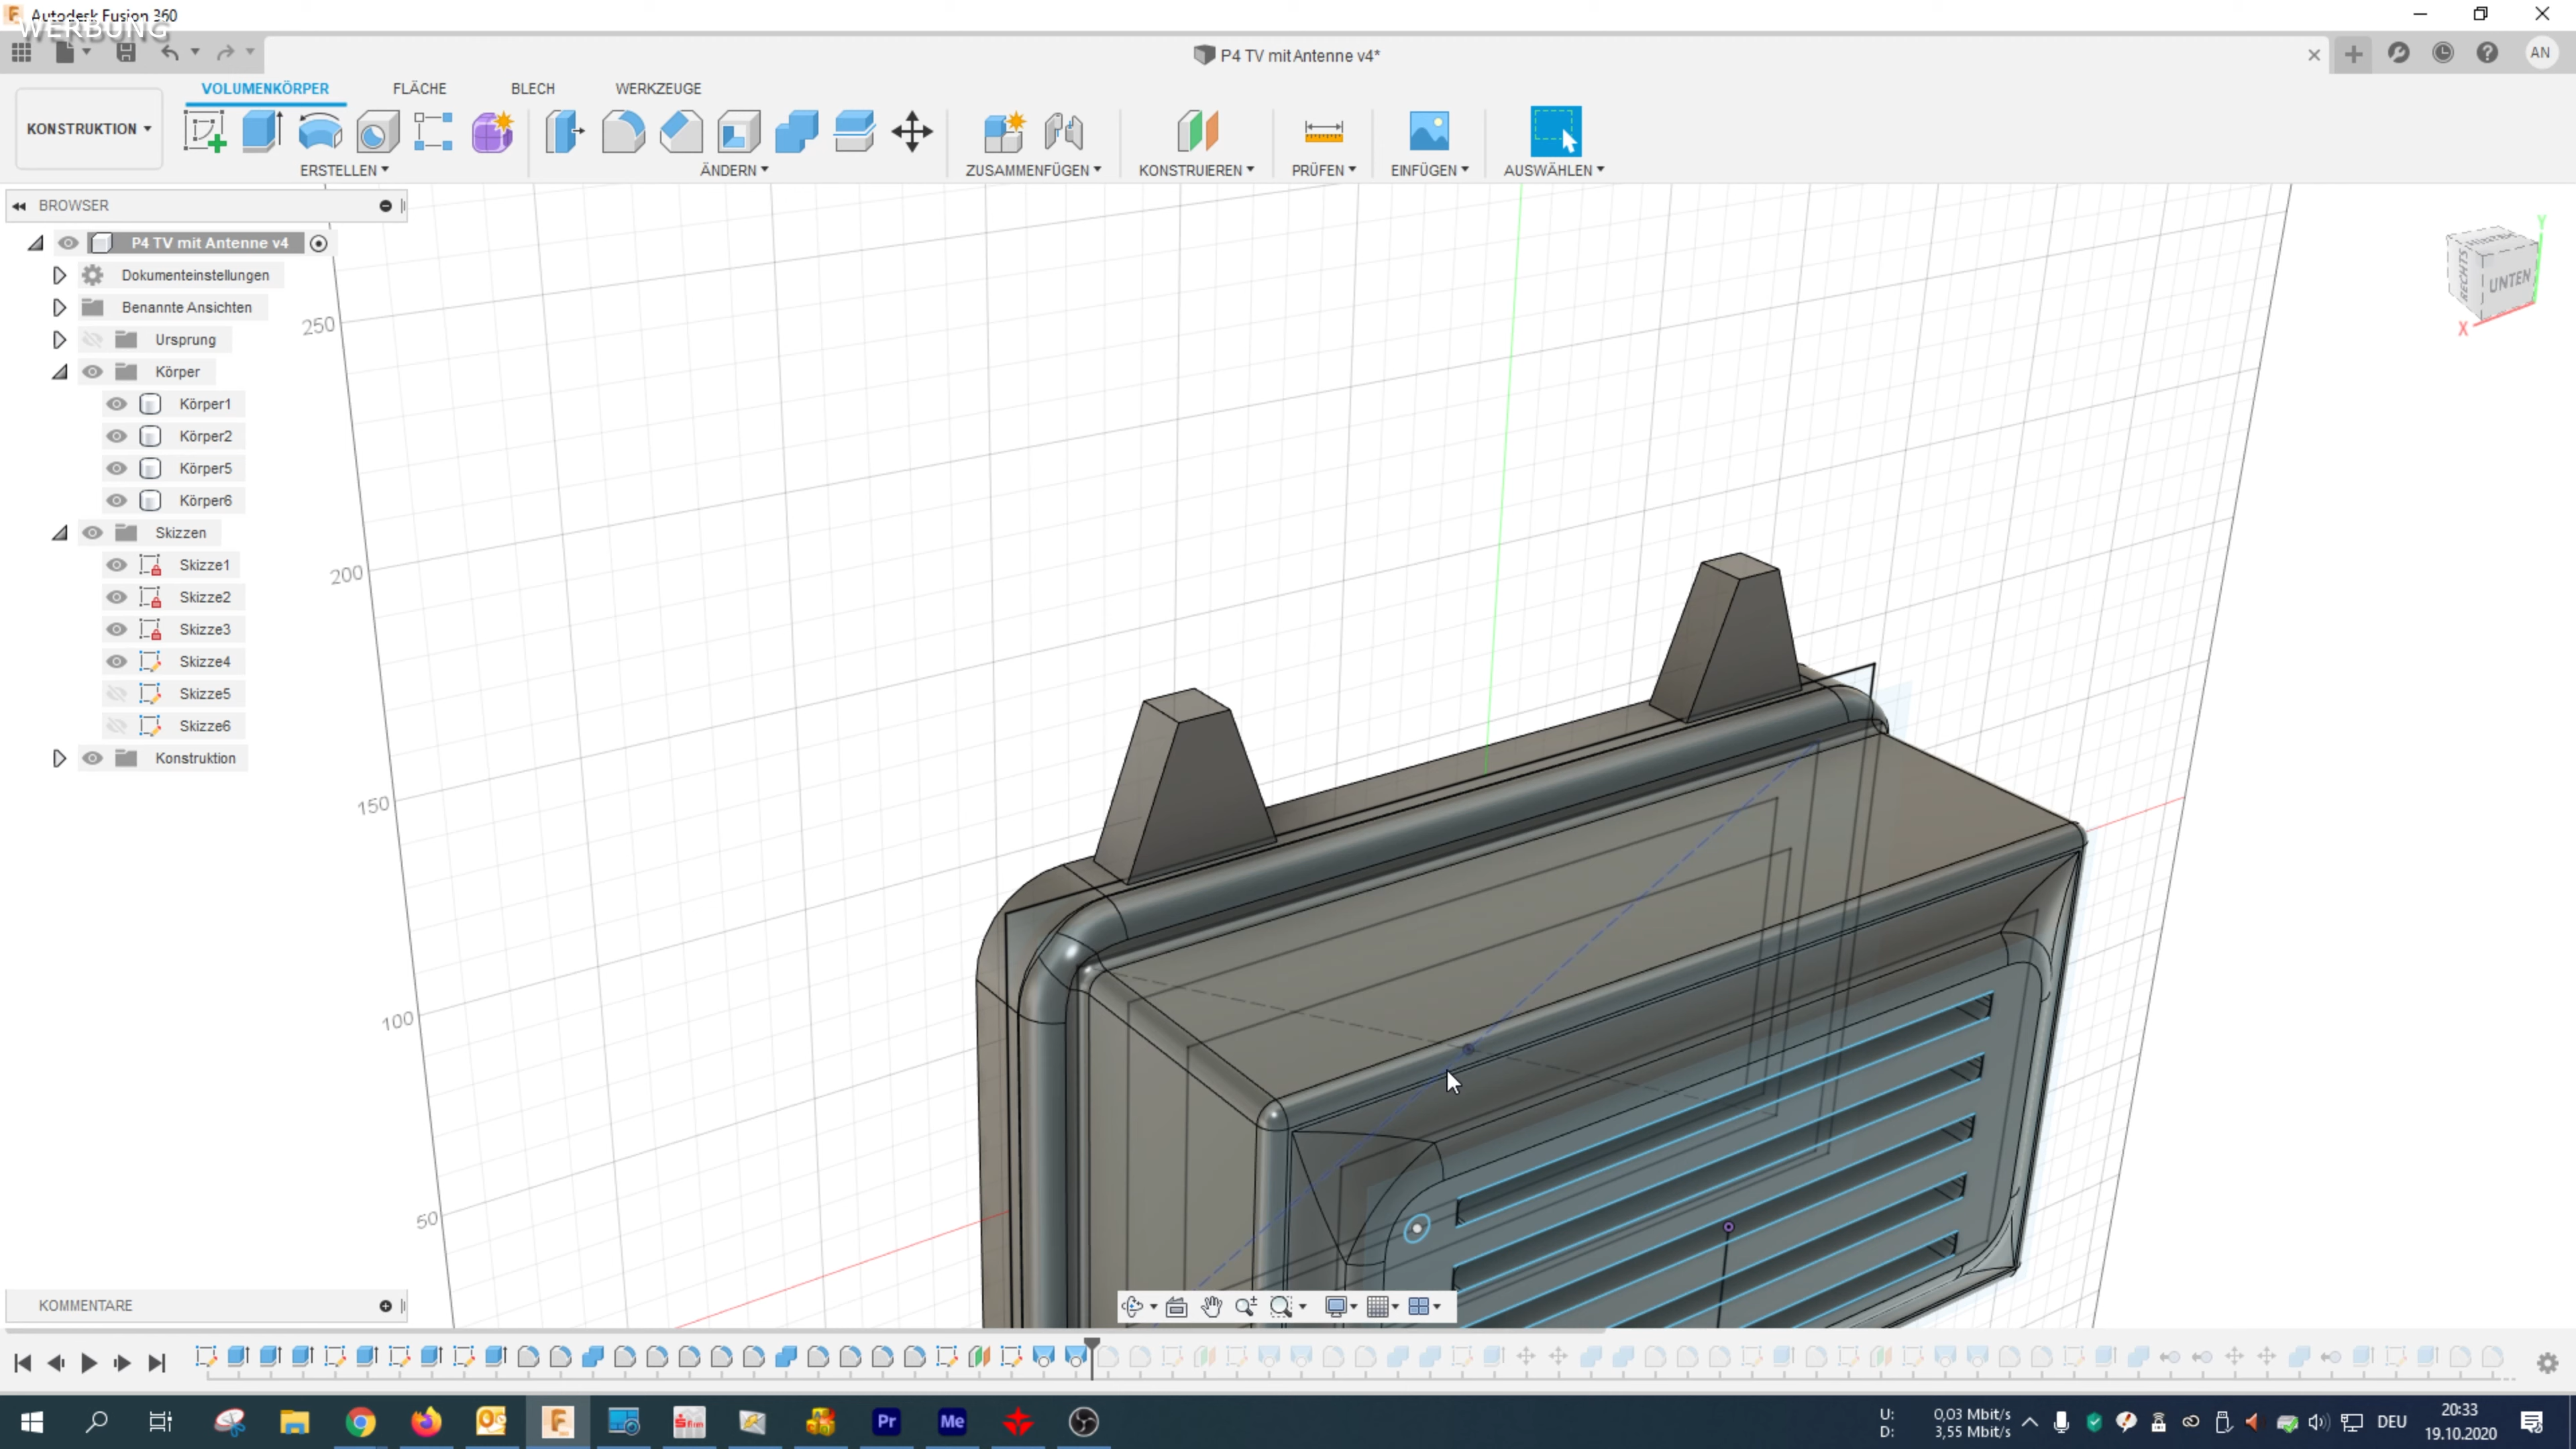 Autodesk Fusion 360
WERBUNG
P4 TV mit Antenne v4*
AN
KONSTRUKTION
VOLUMENKÖRPER
FLÄCHE
BLECH
WERKZEUGE
ERSTELLEN
ÄNDERN
ZUSAMMENFÜGEN
KONSTRUIEREN
PRÜFEN
EINFÜGEN
AUSWÄHLEN
BROWSER
P4 TV mit Antenne v4
Dokumenteinstellungen
Benannte Ansichten
Ursprung
Körper
Körper1
Körper2
Körper5
Körper6
Skizzen
Skizze1
Skizze2
Skizze3
Skizze4
Skizze5
Skizze6
Konstruktion
250
200
150
100
50
Y
HINTEN
RECHTS
UNTEN
X
KOMMENTARE
Pr
Me
U: 0,03 Mbit/s
D: 3,55 Mbit/s
DEU
20:33
19.10.2020